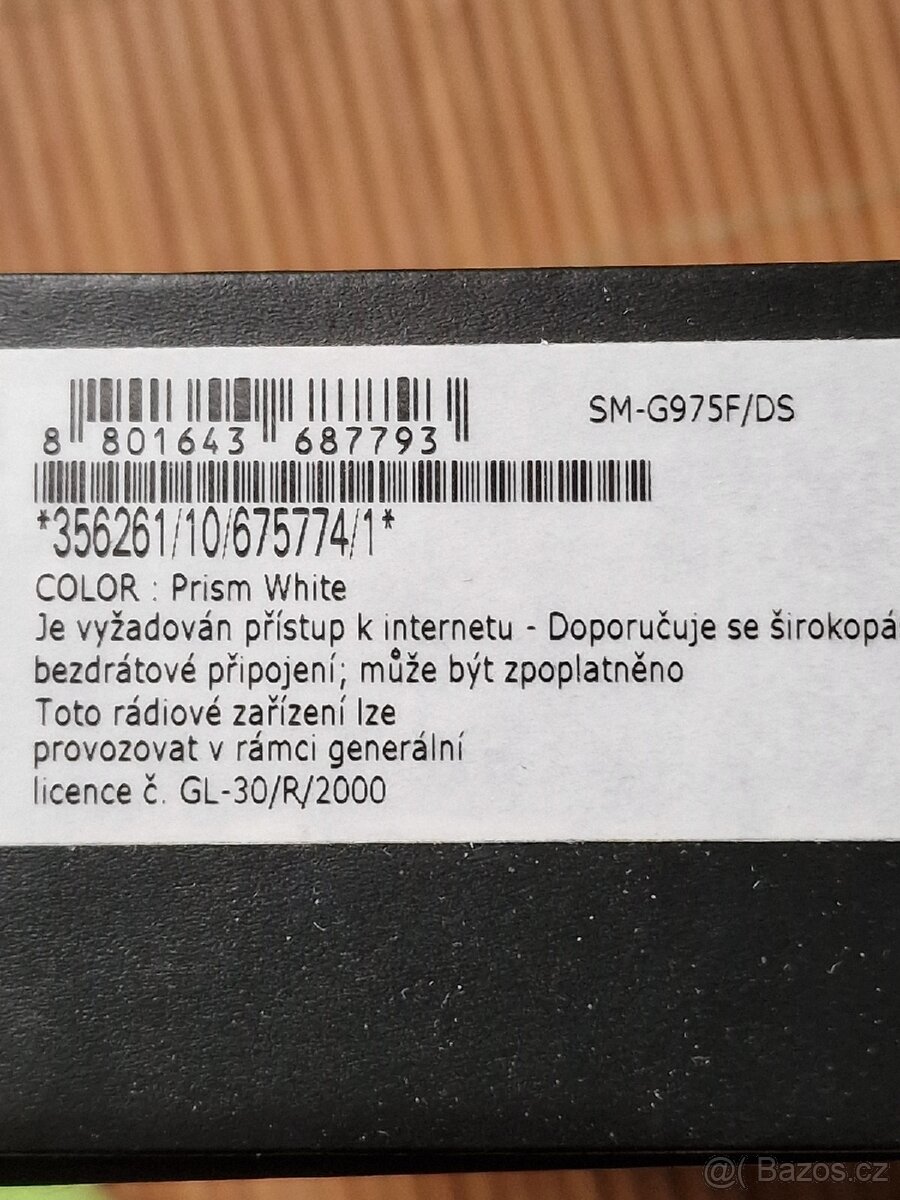 SM-G975F/DS
8 801643 687793
*356261/10/675774/1*
COLOR : Prism White
Je vyžadován přístup k internetu - Doporučuje se širokopá
bezdrátové připojení; může být zpoplatněno
Toto rádiové zařízení lze
provozovat v rámci generální
licence č. GL-30/R/2000
@( Bazos.cz